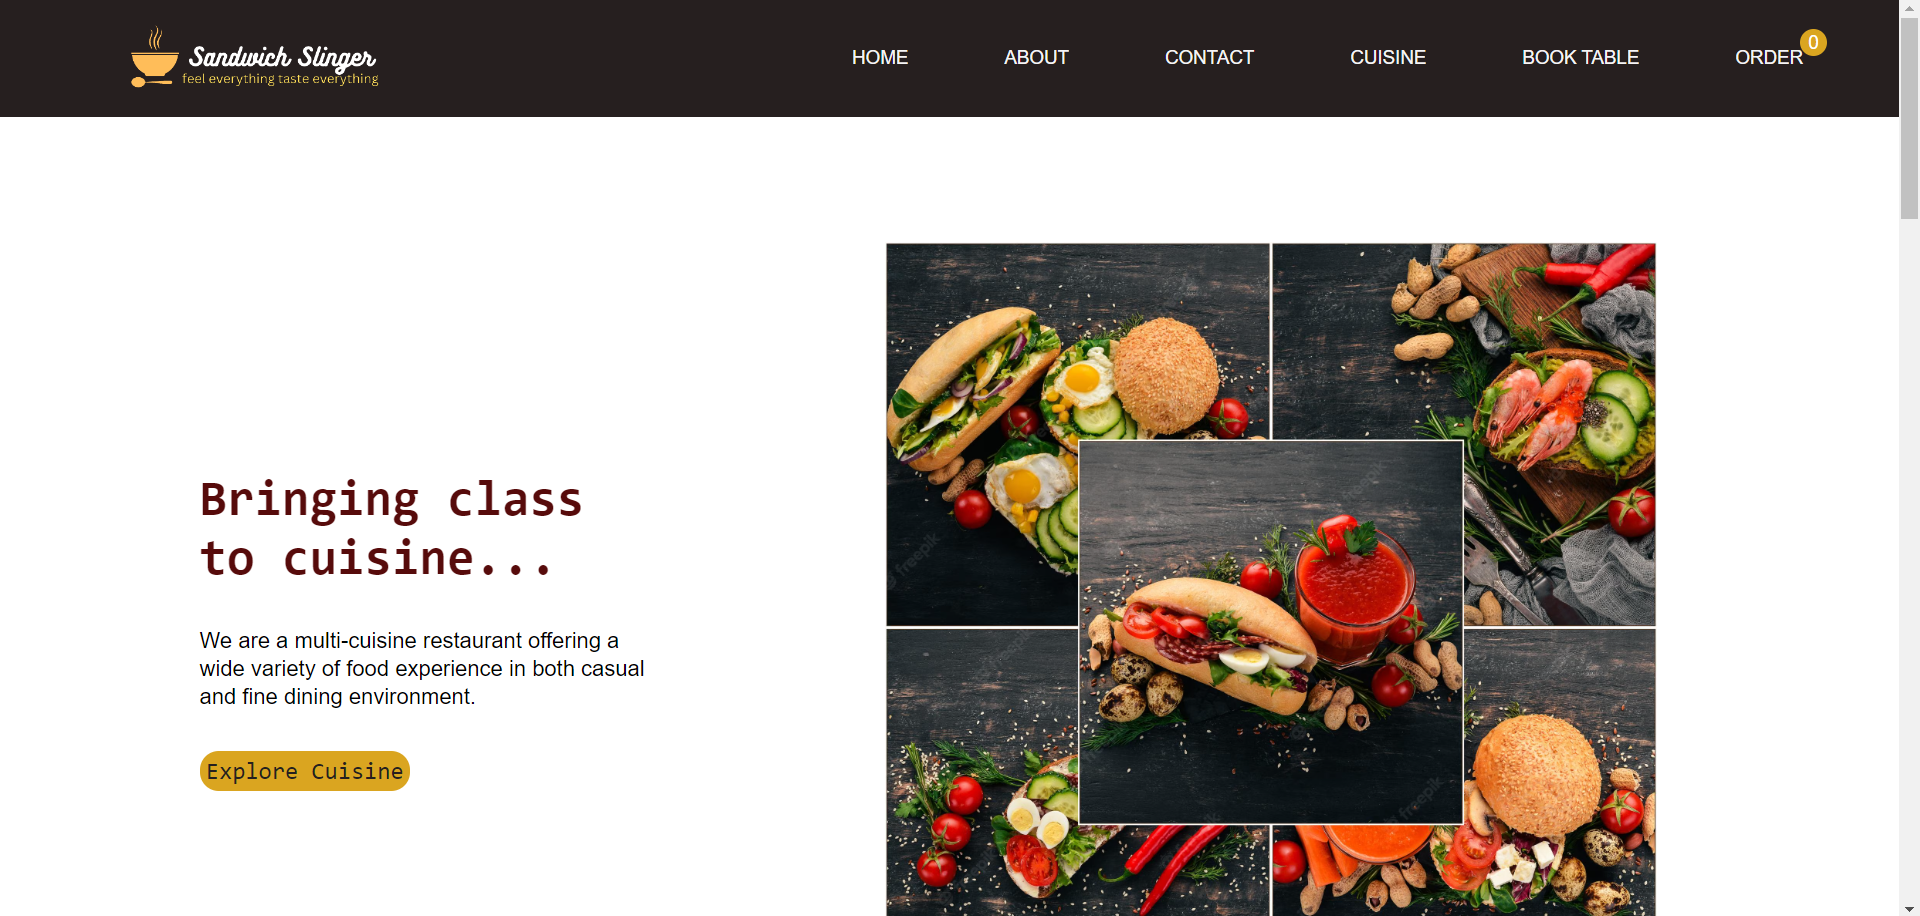 Sandwich Slinger
feel everything taste everything
HOME
ABOUT
CONTACT
CUISINE
BOOK TABLE
ORDER
0
Bringing class
to cuisine...
We are a multi-cuisine restaurant offering a
wide variety of food experience in both casual
and fine dining environment.
Explore Cuisine
freepik
freepik
freepik